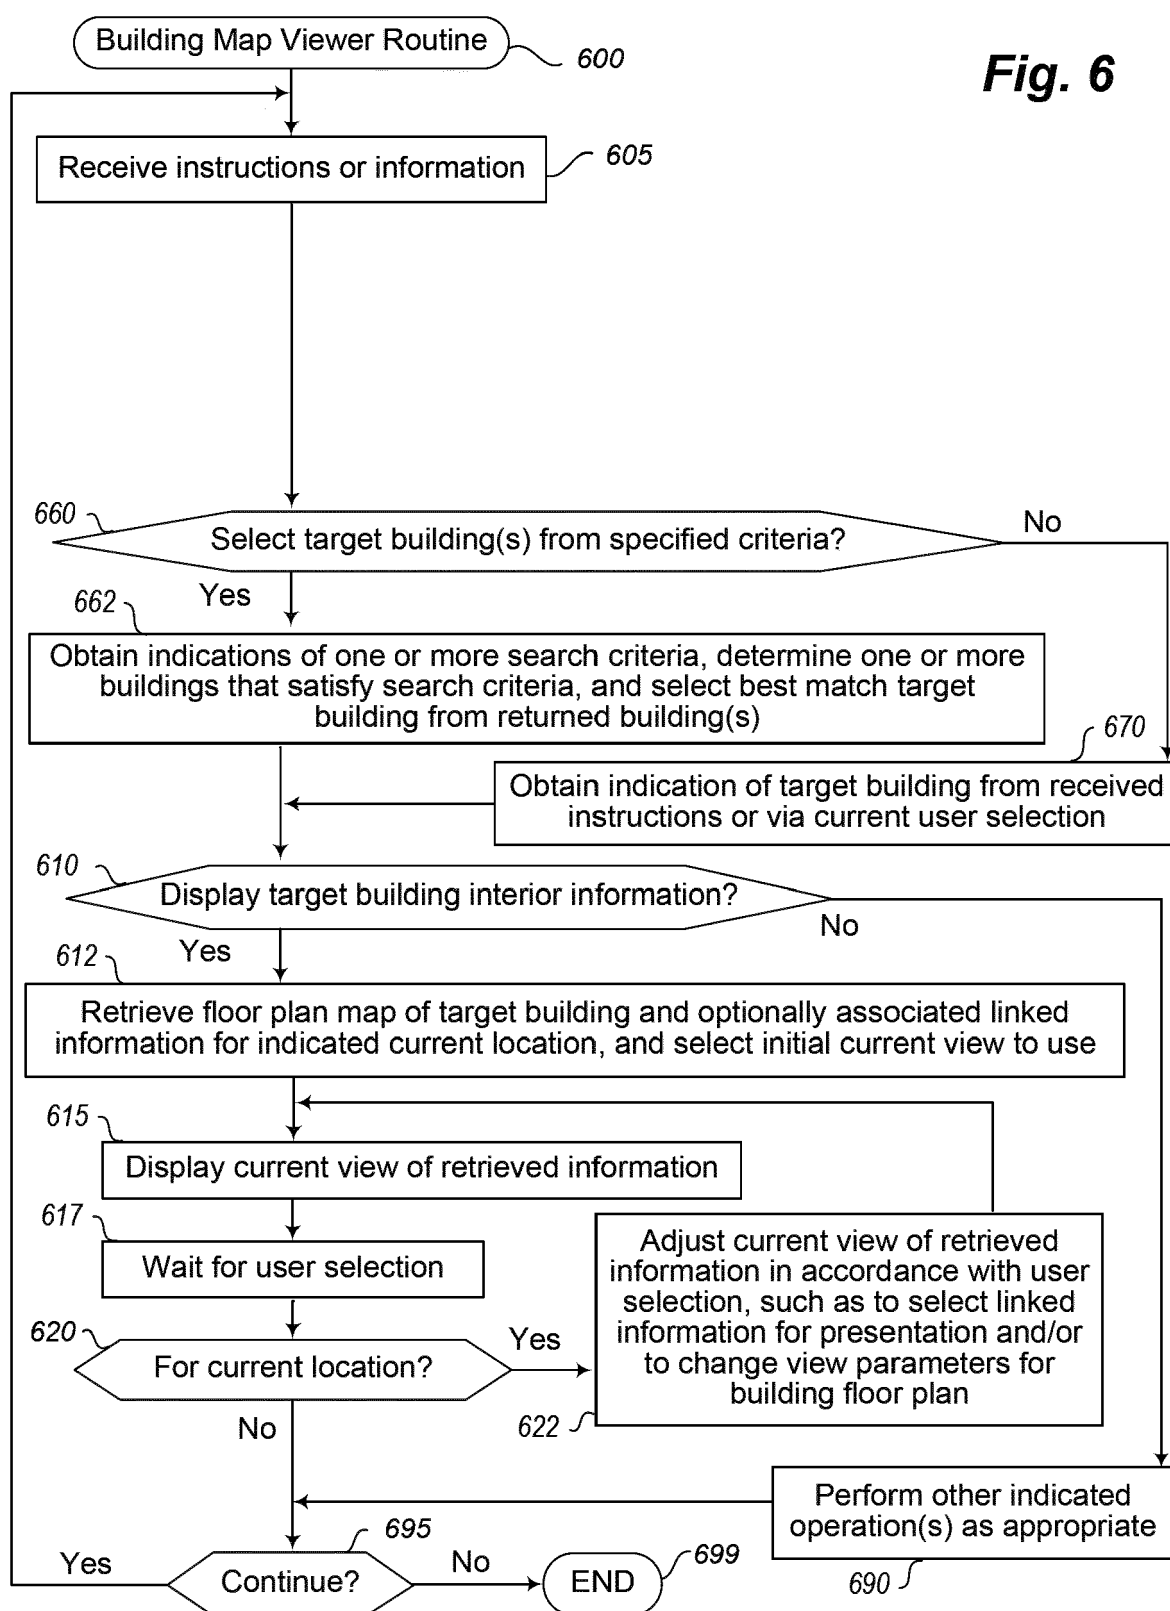 Building Map Viewer Routine
600
Fig. 6
Receive instructions or information
605
660
Select target building(s) from specified criteria?
No
Yes
662
Obtain indications of one or more search criteria, determine one or more
buildings that satisfy search criteria, and select best match target
building from returned building(s)
670
Obtain indication of target building from received
instructions or via current user selection
610
Display target building interior information?
No
Yes
612
Retrieve floor plan map of target building and optionally associated linked
information for indicated current location, and select initial current view to use
615
Display current view of retrieved information
617
Wait for user selection
Adjust current view of retrieved
information in accordance with user
selection, such as to select linked
information for presentation and/or
to change view parameters for
building floor plan
622
620
For current location?
Yes
No
Perform other indicated
operation(s) as appropriate
690
695
Continue?
Yes
No
END
699